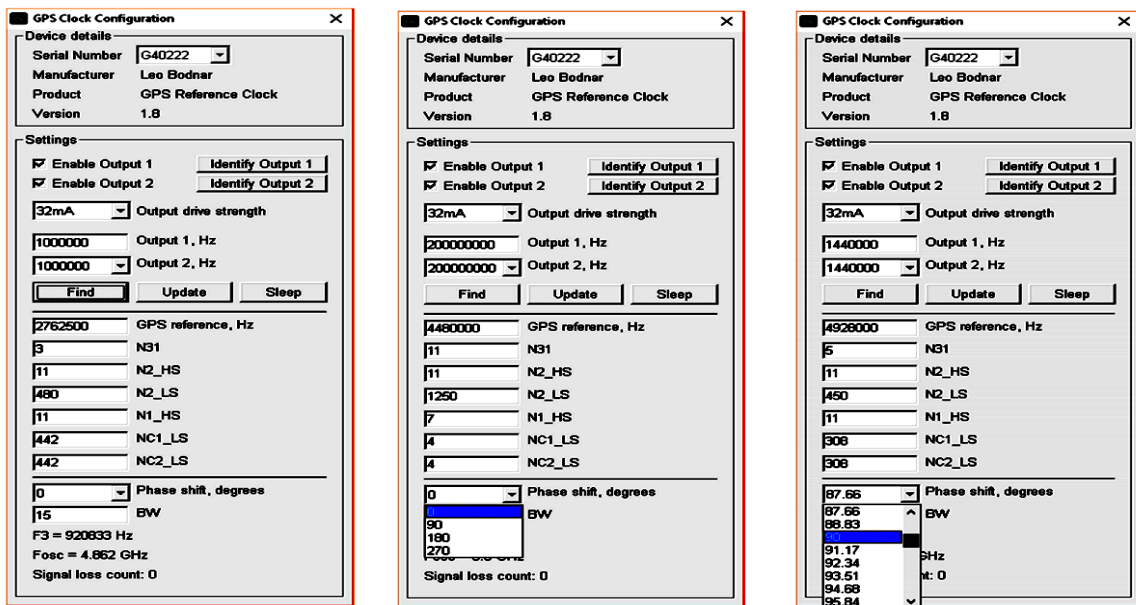 GPS Clock Configuration
Device details
Serial Number G40222
Manufacturer Leo Bodnar
Product GPS Reference Clock
Version 1.8
Settings
Enable Output 1 Identify Output 1
Enable Output 2 Identify Output 2
32mA Output drive strength
1000000 Output 1, Hz
1000000 Output 2, Hz
Find Update Sleep
2762500 GPS reference, Hz
3 N31
11 N2_HS
480 N2_LS
11 N1_HS
442 NC1_LS
442 NC2_LS
0 Phase shift, degrees
15 BW
F3 = 920833 Hz
Fosc = 4.862 GHz
Signal loss count: 0
GPS Clock Configuration
Device details
Serial Number G40222
Manufacturer Leo Bodnar
Product GPS Reference Clock
Version 1.8
Settings
Enable Output 1 Identify Output 1
Enable Output 2 Identify Output 2
32mA Output drive strength
200000000 Output 1, Hz
200000000 Output 2, Hz
Find Update Sleep
4480000 GPS reference, Hz
11 N31
11 N2_HS
1250 N2_LS
7 N1_HS
4 NC1_LS
4 NC2_LS
0 Phase shift, degrees
0 BW
90
180
270
Signal loss count: 0
GPS Clock Configuration
Device details
Serial Number G40222
Manufacturer Leo Bodnar
Product GPS Reference Clock
Version 1.8
Settings
Enable Output 1 Identify Output 1
Enable Output 2 Identify Output 2
32mA Output drive strength
1440000 Output 1, Hz
1440000 Output 2, Hz
Find Update Sleep
4928000 GPS reference, Hz
5 N31
11 N2_HS
450 N2_LS
11 N1_HS
308 NC1_LS
308 NC2_LS
87.66 Phase shift, degrees
87.66 BW
88.83
90
91.17
92.34 GHz
93.51
94.68 nt: 0
95.84